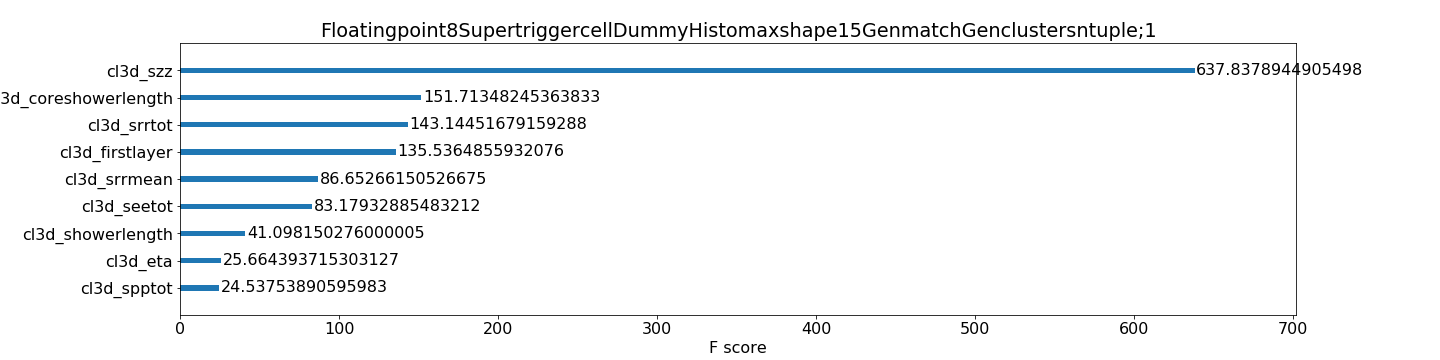 Floatingpoint8SupertriggercellDummyHistomaxshape15GenmatchGenclustersntuple;1
cl3d_szz 637.8378944905498
3d_coreshowerlength 151.71348245363833
cl3d_srrtot 143.14451679159288
cl3d_firstlayer 135.5364855932076
cl3d_srrmean 86.65266150526675
cl3d_seetot 83.17932885483212
cl3d_showerlength 41.098150276000005
cl3d_eta 25.664393715303127
cl3d_spptot 24.53753890595983
0 100 200 300 400 500 600 700
F score